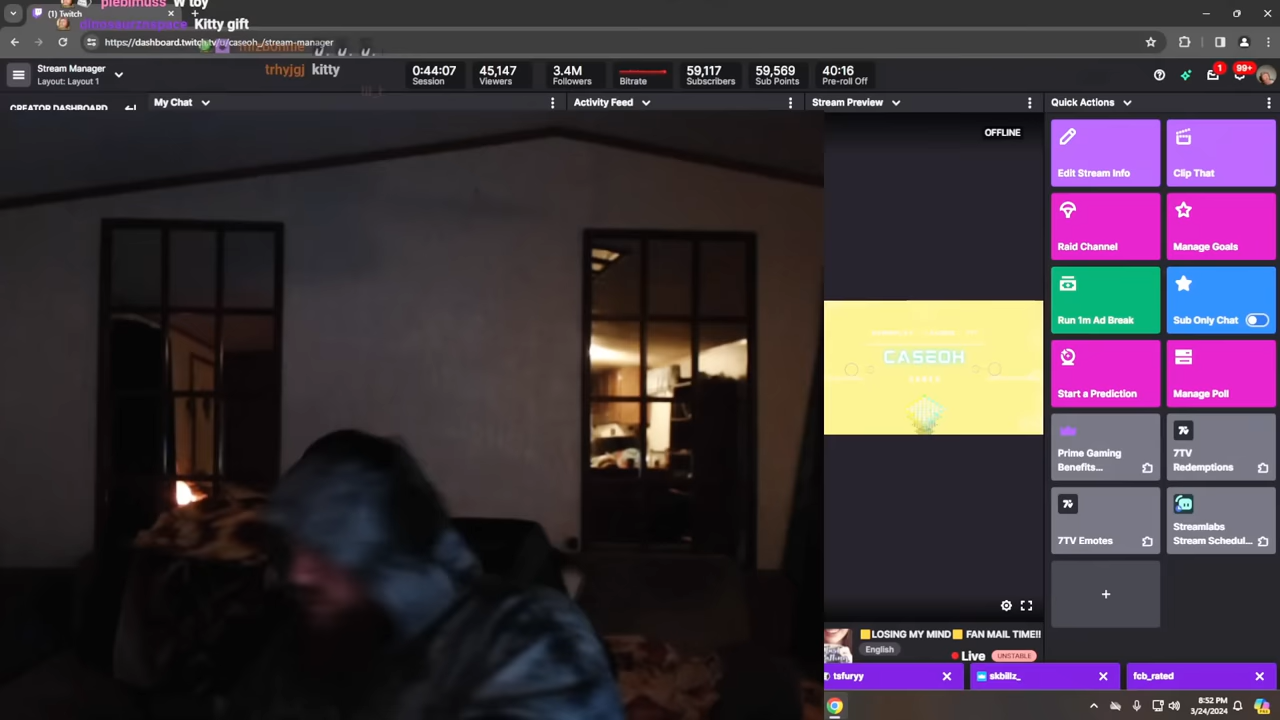 piebimuss W toy
(1) Twitch
dinosaurznspace Kitty gift
https://dashboard.twitch.tv/u/caseoh_/stream-manager
trhyjgj kitty
Stream Manager
Layout: Layout 1
0:44:07
Session
45,147
Viewers
3.4M
Followers
Bitrate
59,117
Subscribers
59,569
Sub Points
40:16
Pre-roll Off
1
99+
CREATOR DASHBOARD
My Chat
Activity Feed
Stream Preview
Quick Actions
OFFLINE
CASEOH
Edit Stream Info
Clip That
Raid Channel
Manage Goals
Run 1m Ad Break
Sub Only Chat
Start a Prediction
Manage Poll
Prime Gaming
Benefits...
7TV
Redemptions
7TV Emotes
Streamlabs
Stream Schedul...
LOSING MY MIND FAN MAIL TIME!!
English
Live
UNSTABLE
tsfuryy
skbillz_
fcb_rated
8:52 PM
3/24/2024